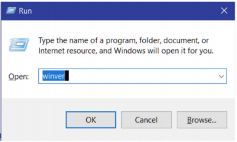 Run
Type the name of a program, folder, document, or
Internet resource, and Windows will open it for you.
Open: winver
OK Cancel Browse...